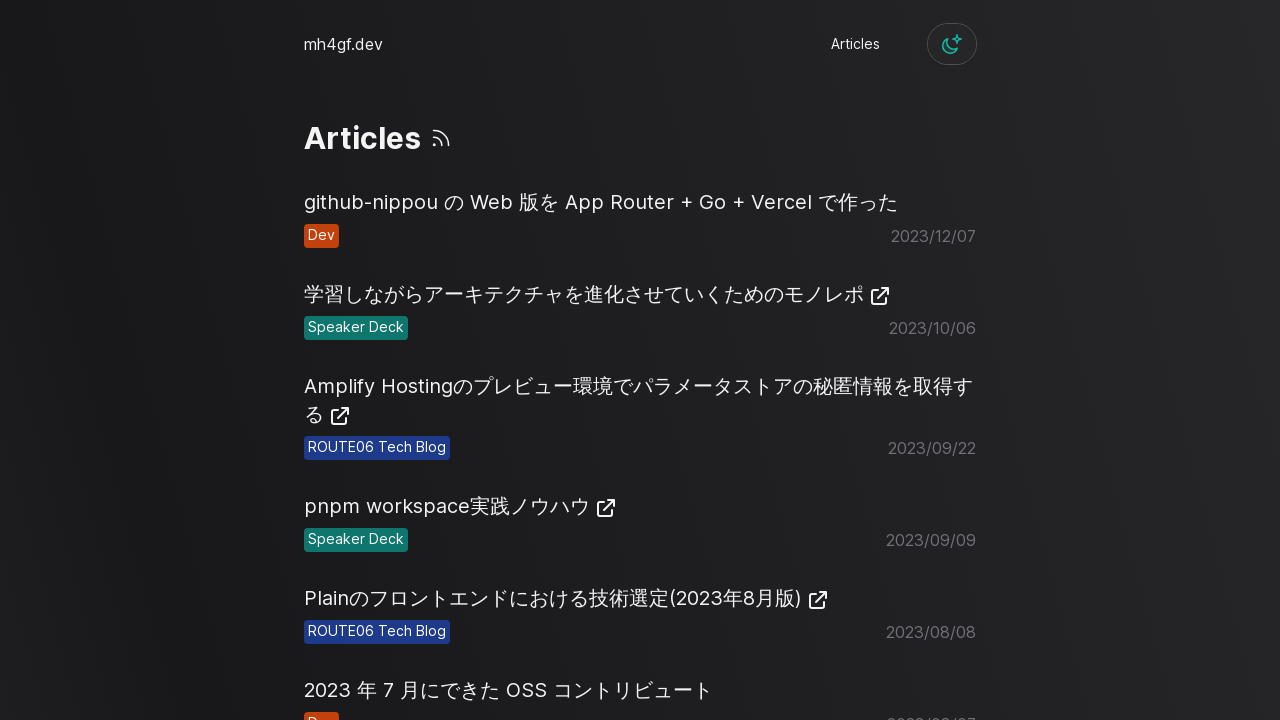 mh4gf.dev
Articles
Articles
github-nippou の Web 版を App Router + Go + Vercel で作った
Dev
2023/12/07
学習しながらアーキテクチャを進化させていくためのモノレポ
Speaker Deck
2023/10/06
Amplify Hostingのプレビュー環境でパラメータストアの秘匿情報を取得す
る
ROUTE06 Tech Blog
2023/09/22
pnpm workspace実践ノウハウ
Speaker Deck
2023/09/09
Plainのフロントエンドにおける技術選定(2023年8月版)
ROUTE06 Tech Blog
2023/08/08
2023 年 7 月にできた OSS コントリビュート
Dev